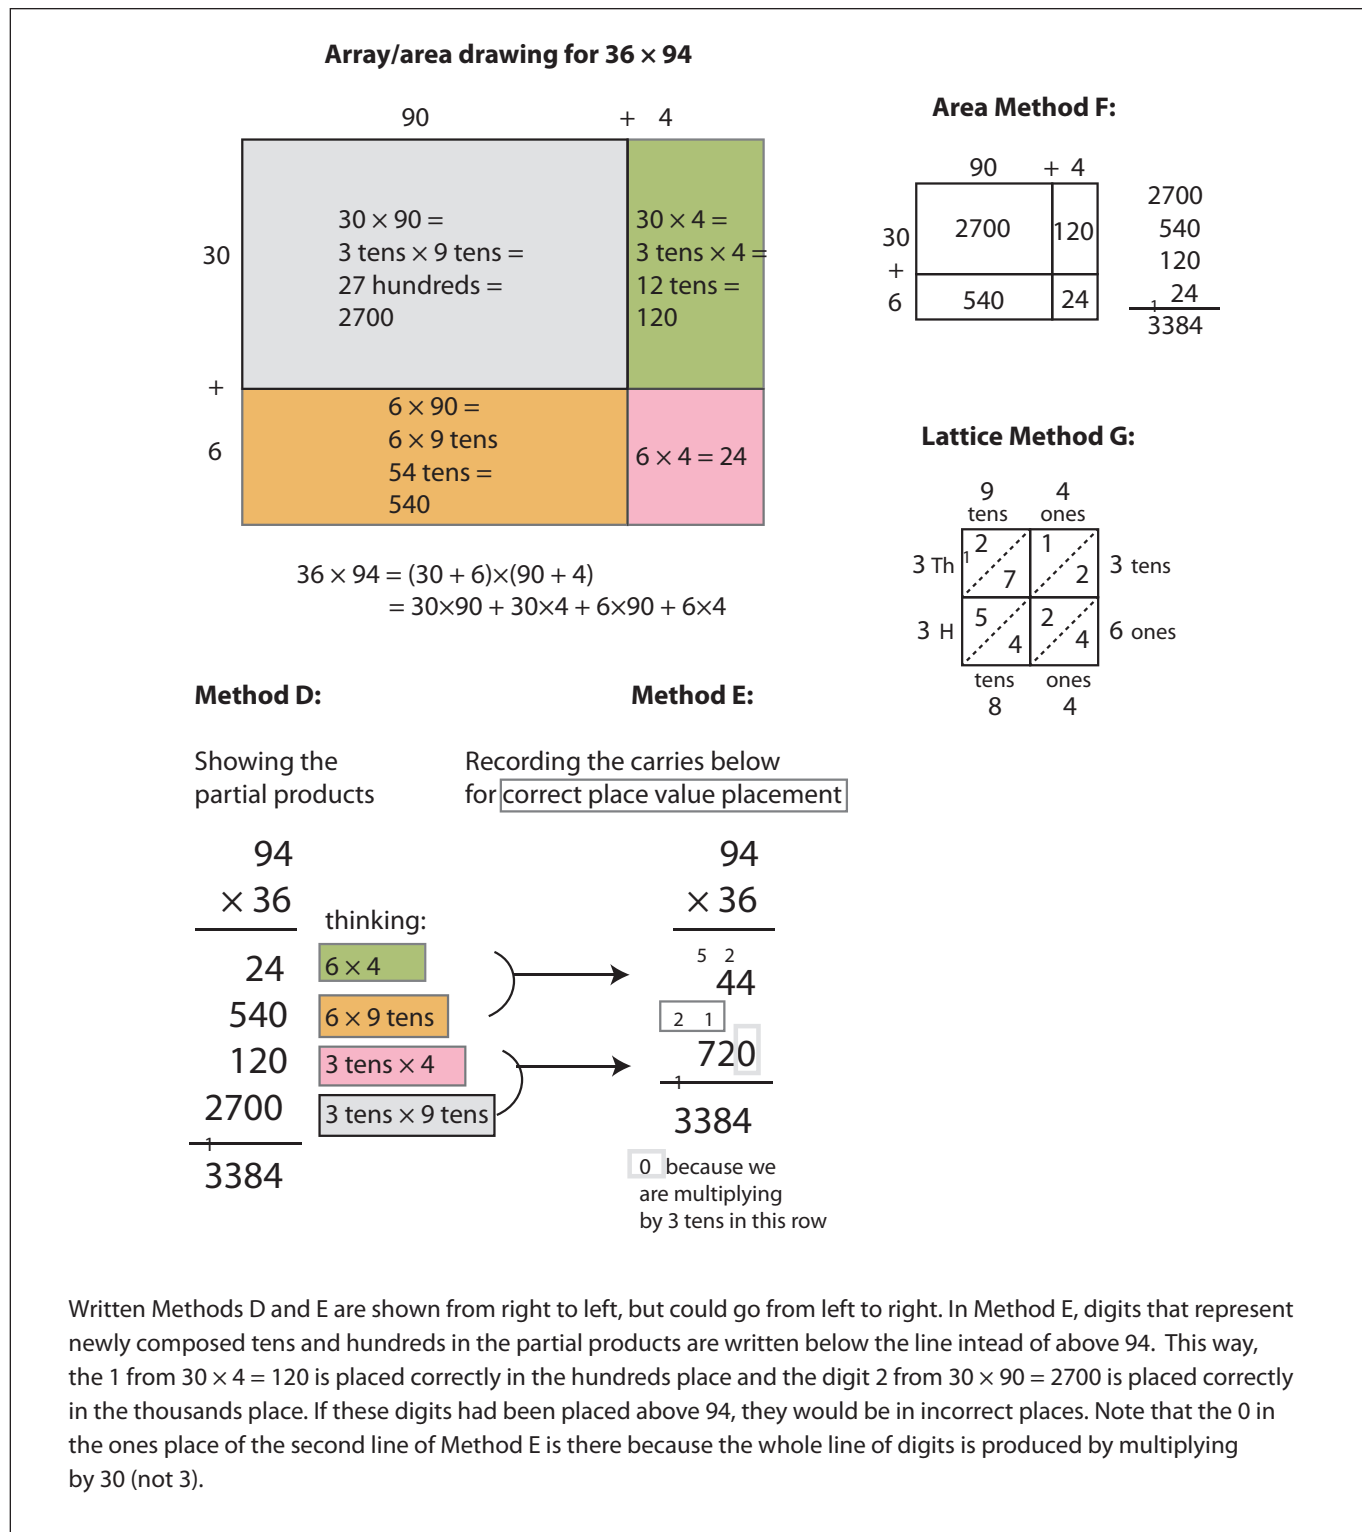 Array/area drawing for 36 × 94
90 + 4
30 × 90 =
3 tens × 9 tens =
27 hundreds =
2700
30 × 4 =
3 tens × 4 =
12 tens =
120
30
+
6
6 × 90 =
6 × 9 tens
54 tens =
540
6 × 4 = 24
36 × 94 = (30 + 6)×(90 + 4)
= 30×90 + 30×4 + 6×90 + 6×4
Area Method F:
90 + 4
30
+
6
2700 120
540 24
2700
540
120
1 24
3384
Lattice Method G:
9 4
tens ones
3 Th 1 2 7 1 2 3 tens
3 H 5 4 2 4 6 ones
tens ones
8 4
Method D:
Showing the
partial products
94
× 36
thinking:
24 6 × 4
540 6 × 9 tens
120 3 tens × 4
2700 3 tens × 9 tens
1
3384
Method E:
Recording the carries below
for correct place value placement
94
× 36
5 2
44
2 1
720
1
3384
0 because we
are multiplying
by 3 tens in this row
Written Methods D and E are shown from right to left, but could go from left to right. In Method E, digits that represent
newly composed tens and hundreds in the partial products are written below the line intead of above 94. This way,
the 1 from 30 × 4 = 120 is placed correctly in the hundreds place and the digit 2 from 30 × 90 = 2700 is placed correctly
in the thousands place. If these digits had been placed above 94, they would be in incorrect places. Note that the 0 in
the ones place of the second line of Method E is there because the whole line of digits is produced by multiplying
by 30 (not 3).